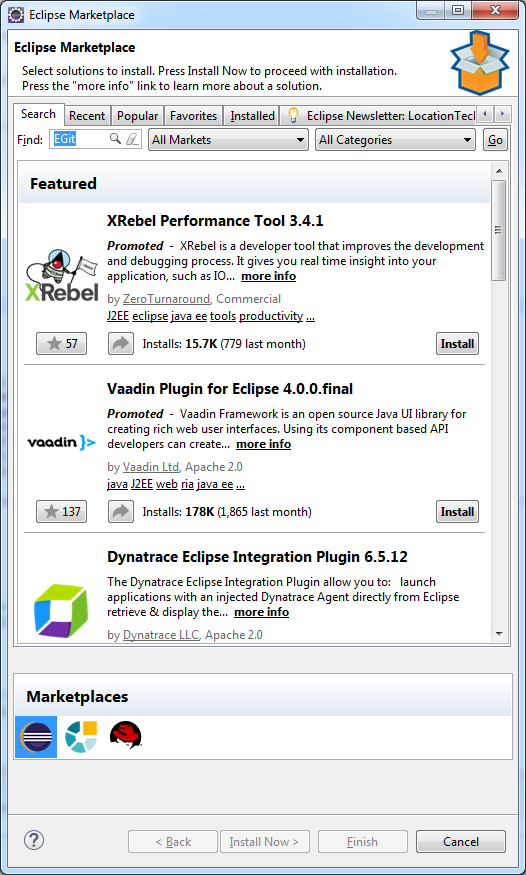 Eclipse Marketplace
Eclipse Marketplace
Select solutions to install. Press Install Now to proceed with installation.
Press the "more info" link to learn more about a solution.
Search Recent Popular Favorites Installed Eclipse Newsletter: LocationTech
Find: EGit All Markets All Categories Go
Featured
XRebel Performance Tool 3.4.1
Promoted - XRebel is a developer tool that improves the development
and debugging process. It gives you real time insight into your
application, such as IO... more info
XRebel
by ZeroTurnaround, Commercial
J2EE eclipse java ee tools productivity ...
57 Installs: 15.7K (779 last month) Install
Vaadin Plugin for Eclipse 4.0.0.final
Promoted - Vaadin Framework is an open source Java UI library for
creating rich web user interfaces. Using its component based API
developers can create... more info
vaadin }>
by Vaadin Ltd, Apache 2.0
java J2EE web ria java ee ...
137 Installs: 178K (1,865 last month) Install
Dynatrace Eclipse Integration Plugin 6.5.12
The Dynatrace Eclipse Integration Plugin allow you to: launch
applications with an injected Dynatrace Agent directly from Eclipse
retrieve & display the... more info
by Dynatrace LLC, Apache 2.0
Marketplaces
? < Back Install Now > Finish Cancel